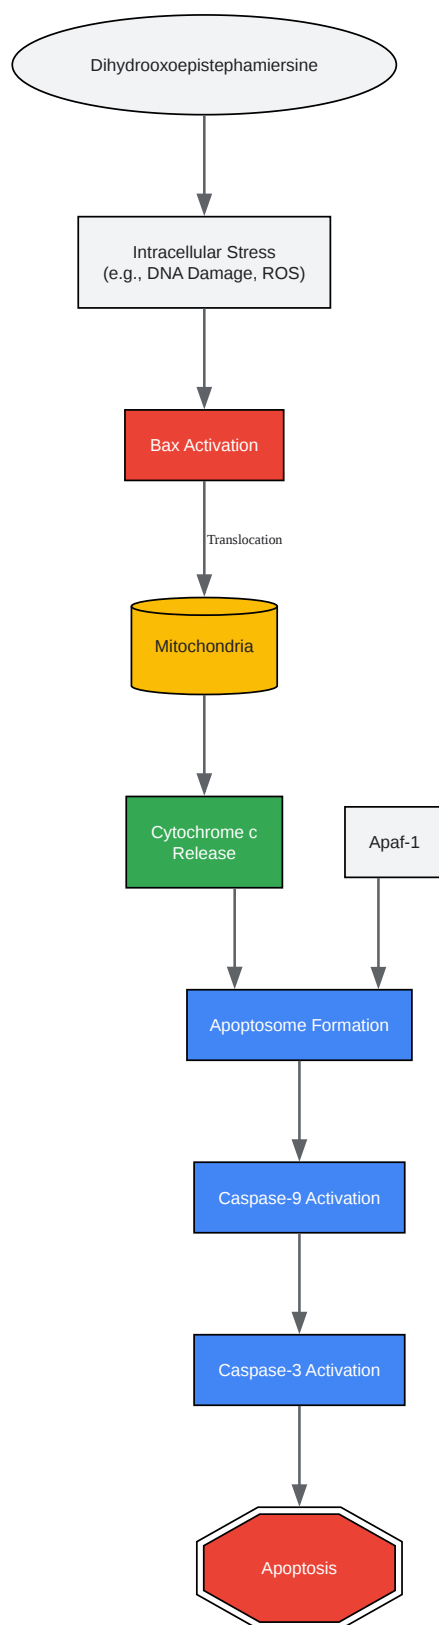 Dihydrooxoepistephamiersine
Intracellular Stress
(e.g., DNA Damage, ROS)
Bax Activation
Translocation
Mitochondria
Cytochrome c
Release
Apaf-1
Apoptosome Formation
Caspase-9 Activation
Caspase-3 Activation
Apoptosis